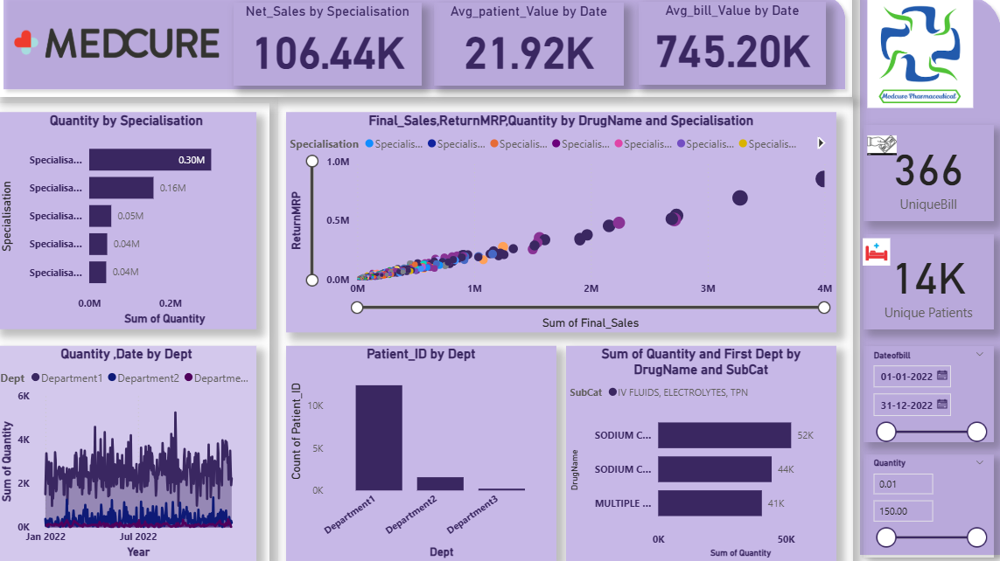 MEDCURE
Net_Sales by Specialisation
106.44K
Avg_patient_Value by Date
21.92K
Avg_bill_Value by Date
745.20K
Medcure Pharmaceutical
Quantity by Specialisation
Specialisation
Specialisa...
0.30M
Specialisa...
0.16M
Specialisa...
0.05M
Specialisa...
0.04M
Specialisa...
0.04M
0.0M 0.2M
Sum of Quantity
Final_Sales,ReturnMRP,Quantity by DrugName and Specialisation
Specialisation Specialis... Specialis... Specialis... Specialis... Specialis... Specialis... Specialis...
ReturnMRP
1.0M
0.5M
0.0M
0M 1M 2M 3M 4M
Sum of Final_Sales
366
UniqueBill
14K
Unique Patients
Quantity ,Date by Dept
Dept Department1 Department2 Departme...
Sum of Quantity
6K
4K
2K
0K
Jan 2022 Jul 2022
Year
Patient_ID by Dept
Count of Patient_ID
10K
5K
0K
Department1 Department2 Department3
Dept
Sum of Quantity and First Dept by
DrugName and SubCat
SubCat IV FLUIDS, ELECTROLYTES, TPN
DrugName
SODIUM C... 52K
SODIUM C... 44K
MULTIPLE ... 41K
0K 50K
Sum of Quantity
Dateofbill
01-01-2022
31-12-2022
Quantity
0.01
150.00